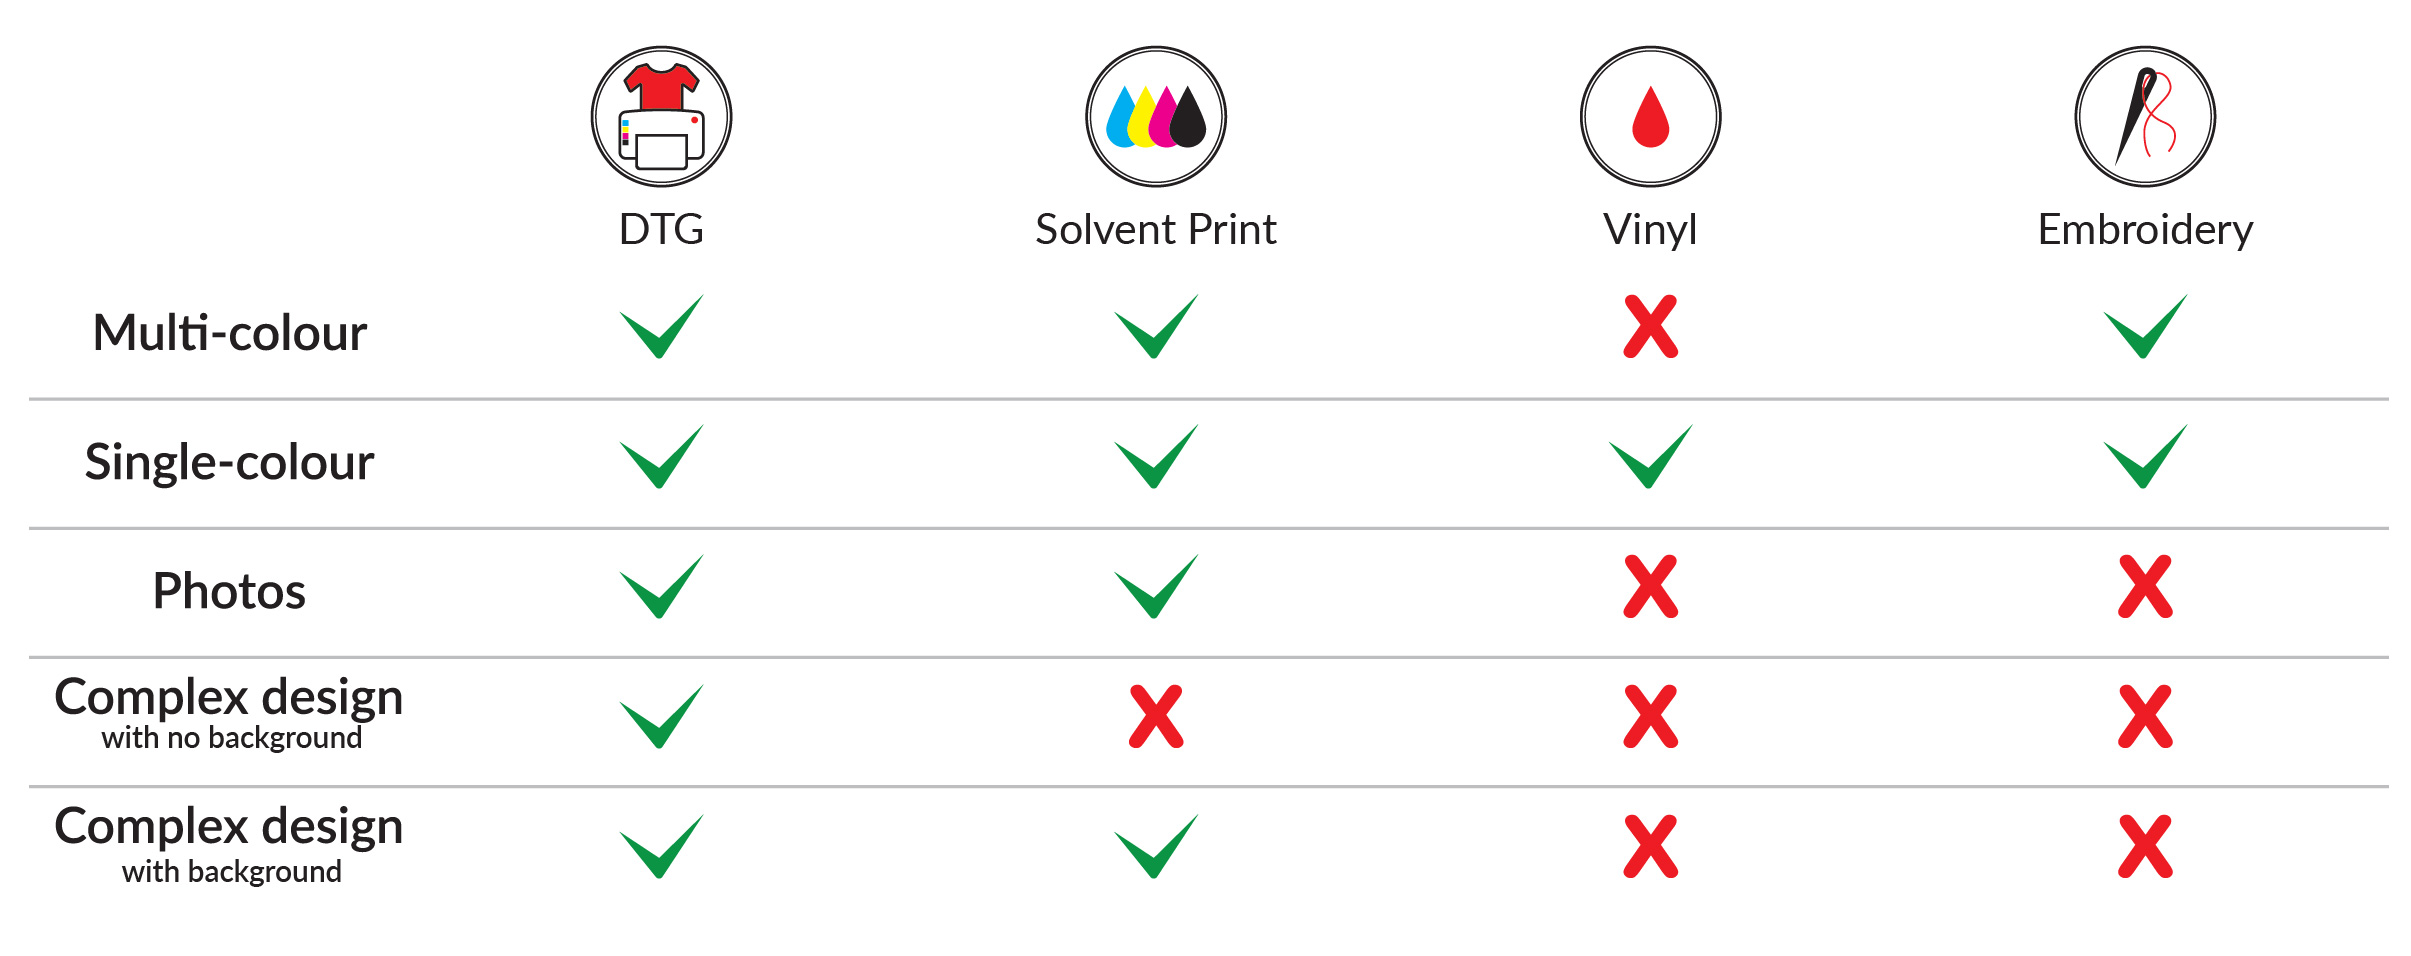 DTG
Solvent Print
Vinyl
Embroidery
Multi-colour
Single-colour
Photos
Complex design
with no background
Complex design
with background